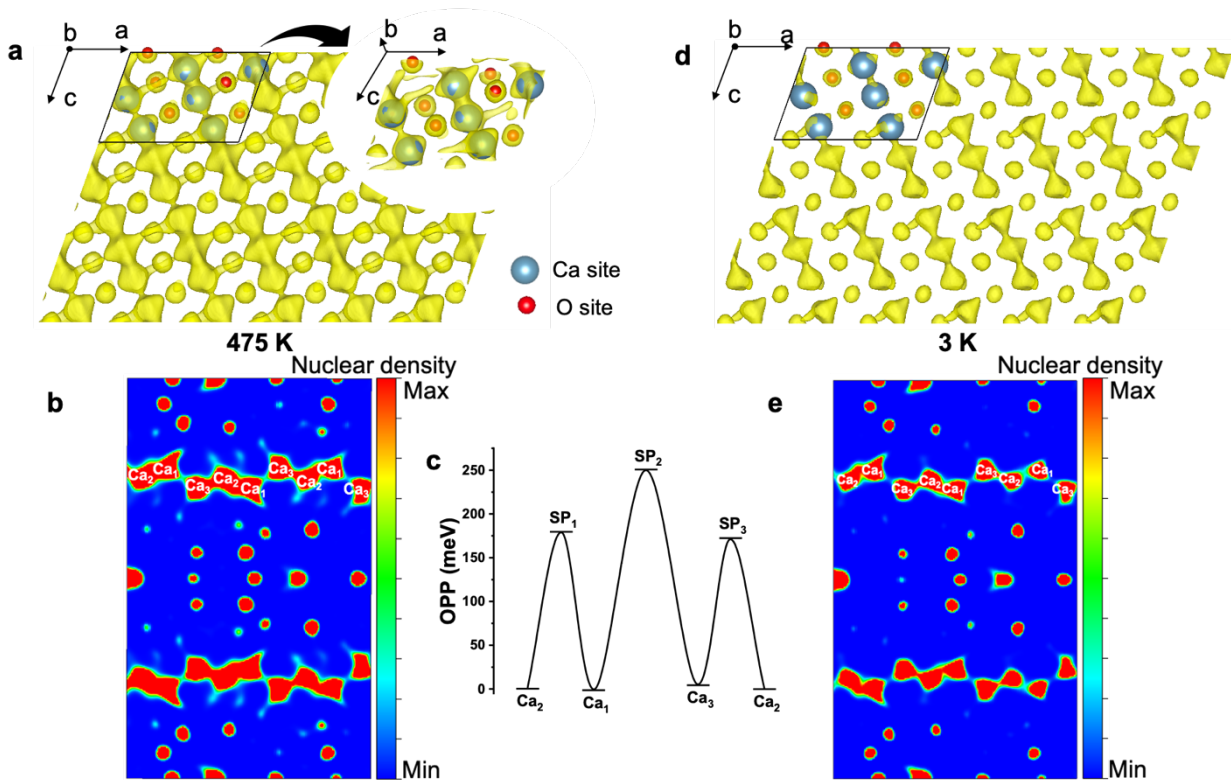 a
b
a
c
b
a
c
Ca site
O site
475 K
d
b
a
c
3 K
b
Nuclear density
Max
Min
Ca₂ Ca₁
Ca₃ Ca₂ Ca₁
Ca₃ Ca₂ Ca₁
Ca₃
c
OPP (meV)
250
200
150
100
50
0
SP₁
SP₂
SP₃
Ca₂
Ca₁
Ca₃
Ca₂
e
Nuclear density
Max
Min
Ca₂ Ca₁
Ca₃ Ca₂ Ca₁
Ca₃ Ca₂ Ca₁
Ca₃